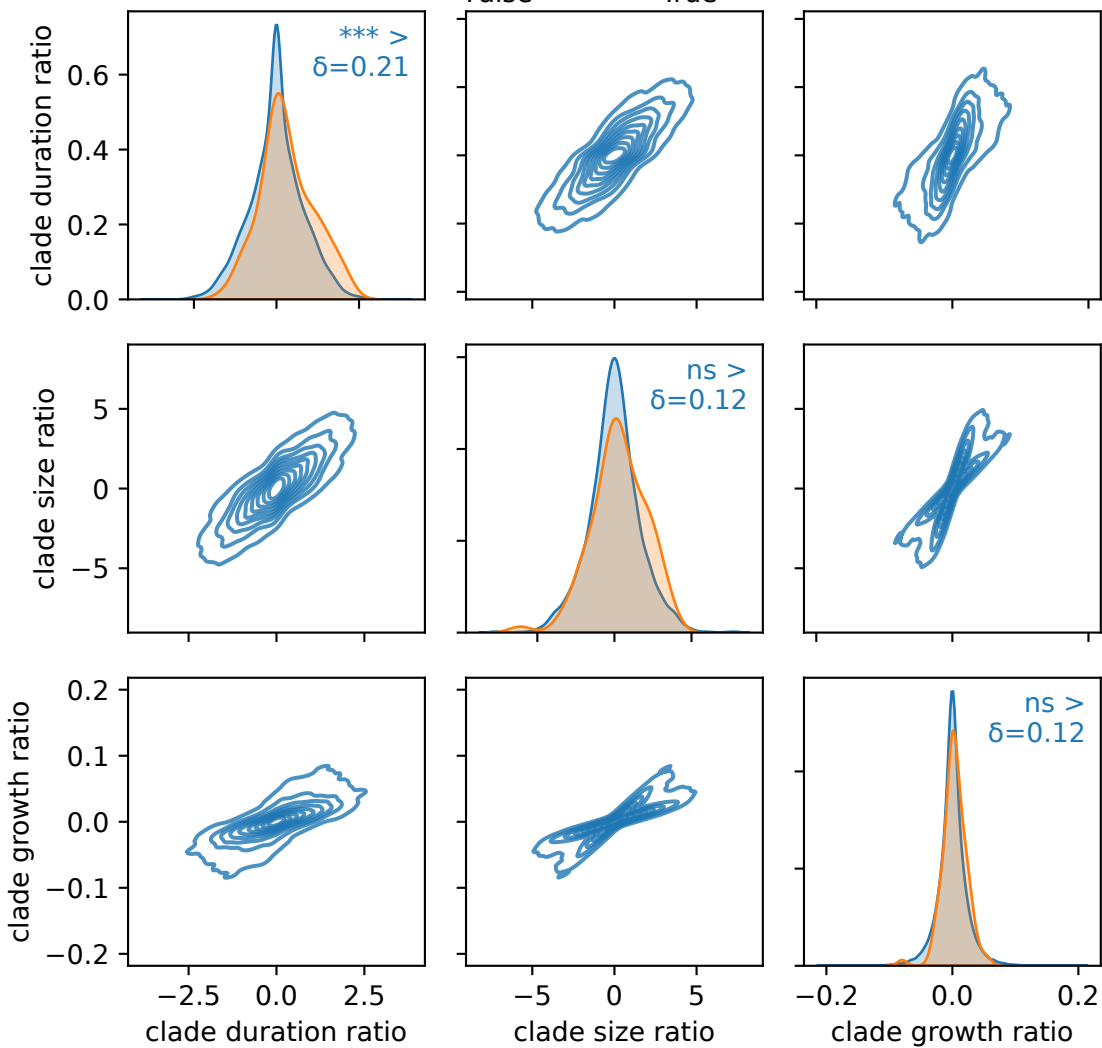 clade duration ratio
0.6
0.4
0.2
0.0
*** >
δ=0.21
clade size ratio
5
0
−5
ns >
δ=0.12
clade growth ratio
0.2
0.1
0.0
−0.1
−0.2
ns >
δ=0.12
−2.5 0.0 2.5
−5 0 5
−0.2 0.0 0.2
clade duration ratio
clade size ratio
clade growth ratio